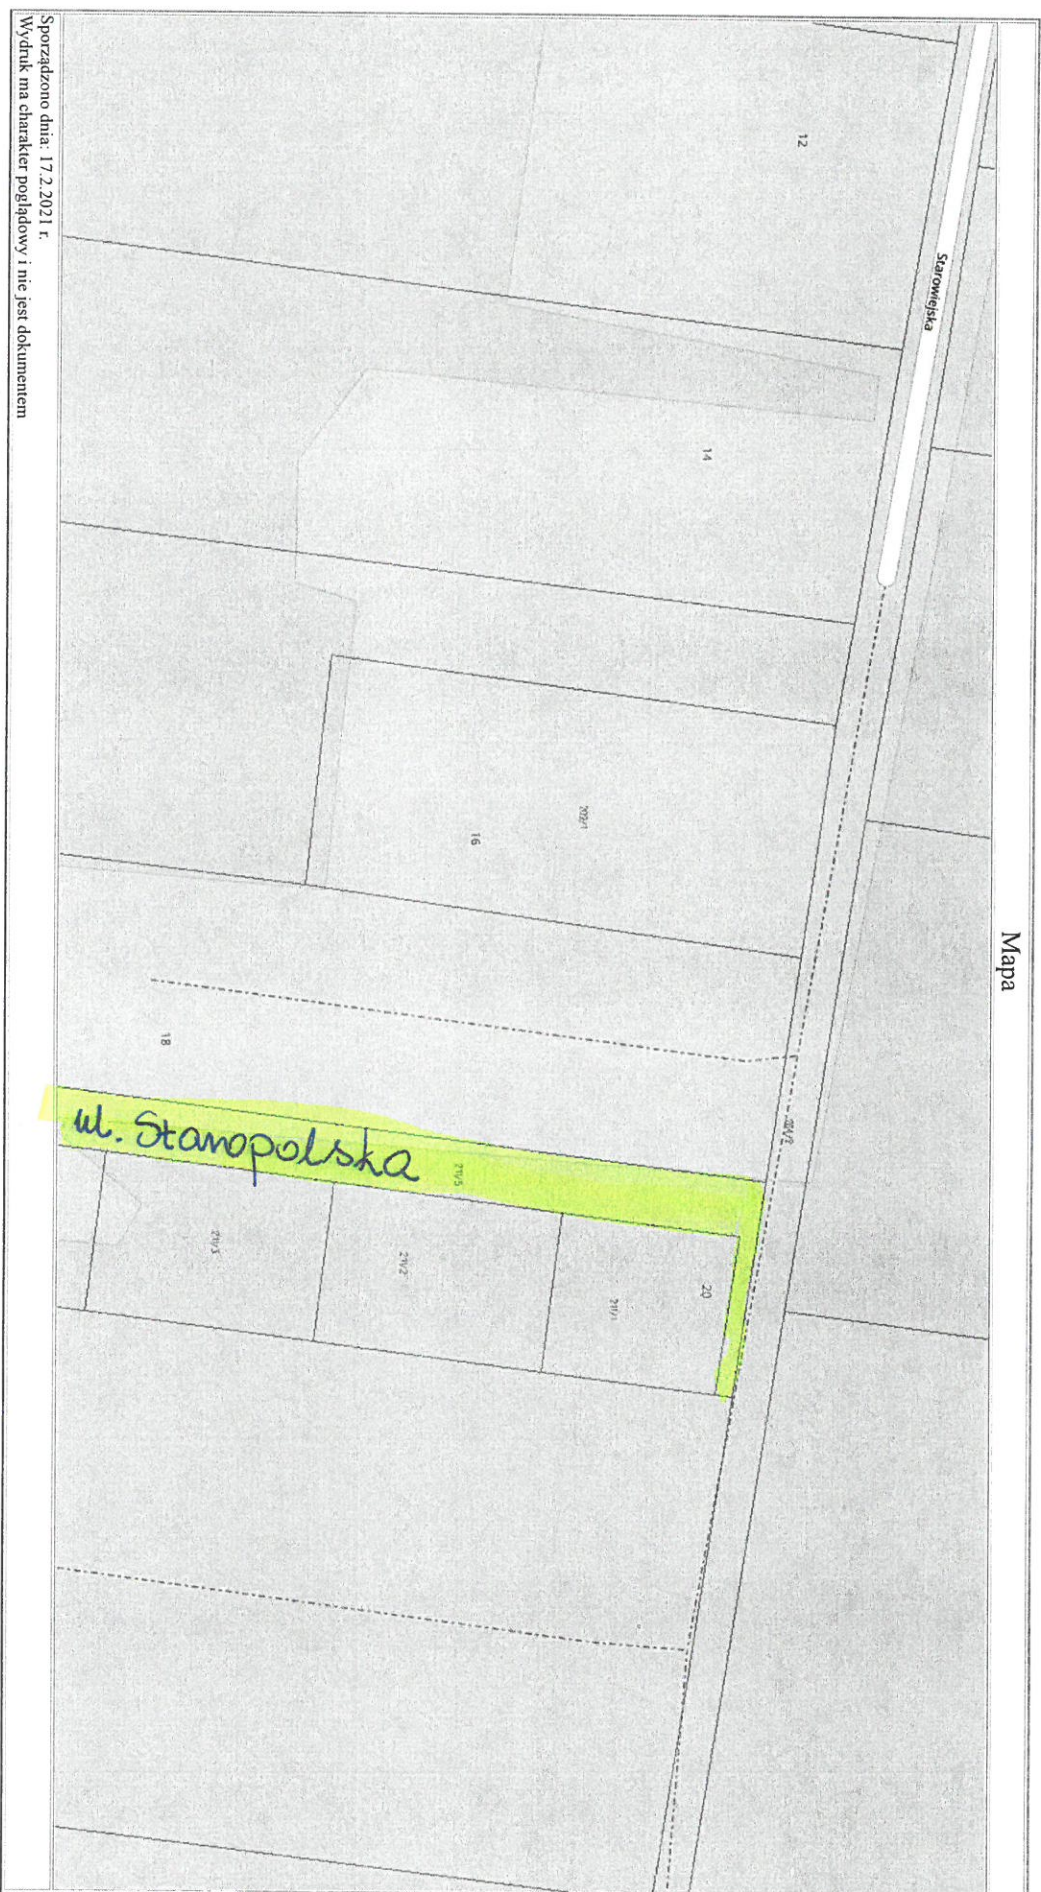 Mapa
Starowiejska
12
14
16
202/1
18
20
211/5
211/1
211/2
211/3
ul. Staropolska
Sporządzono dnia: 17.2.2021 r.
Wydruk ma charakter poglądowy i nie jest dokumentem